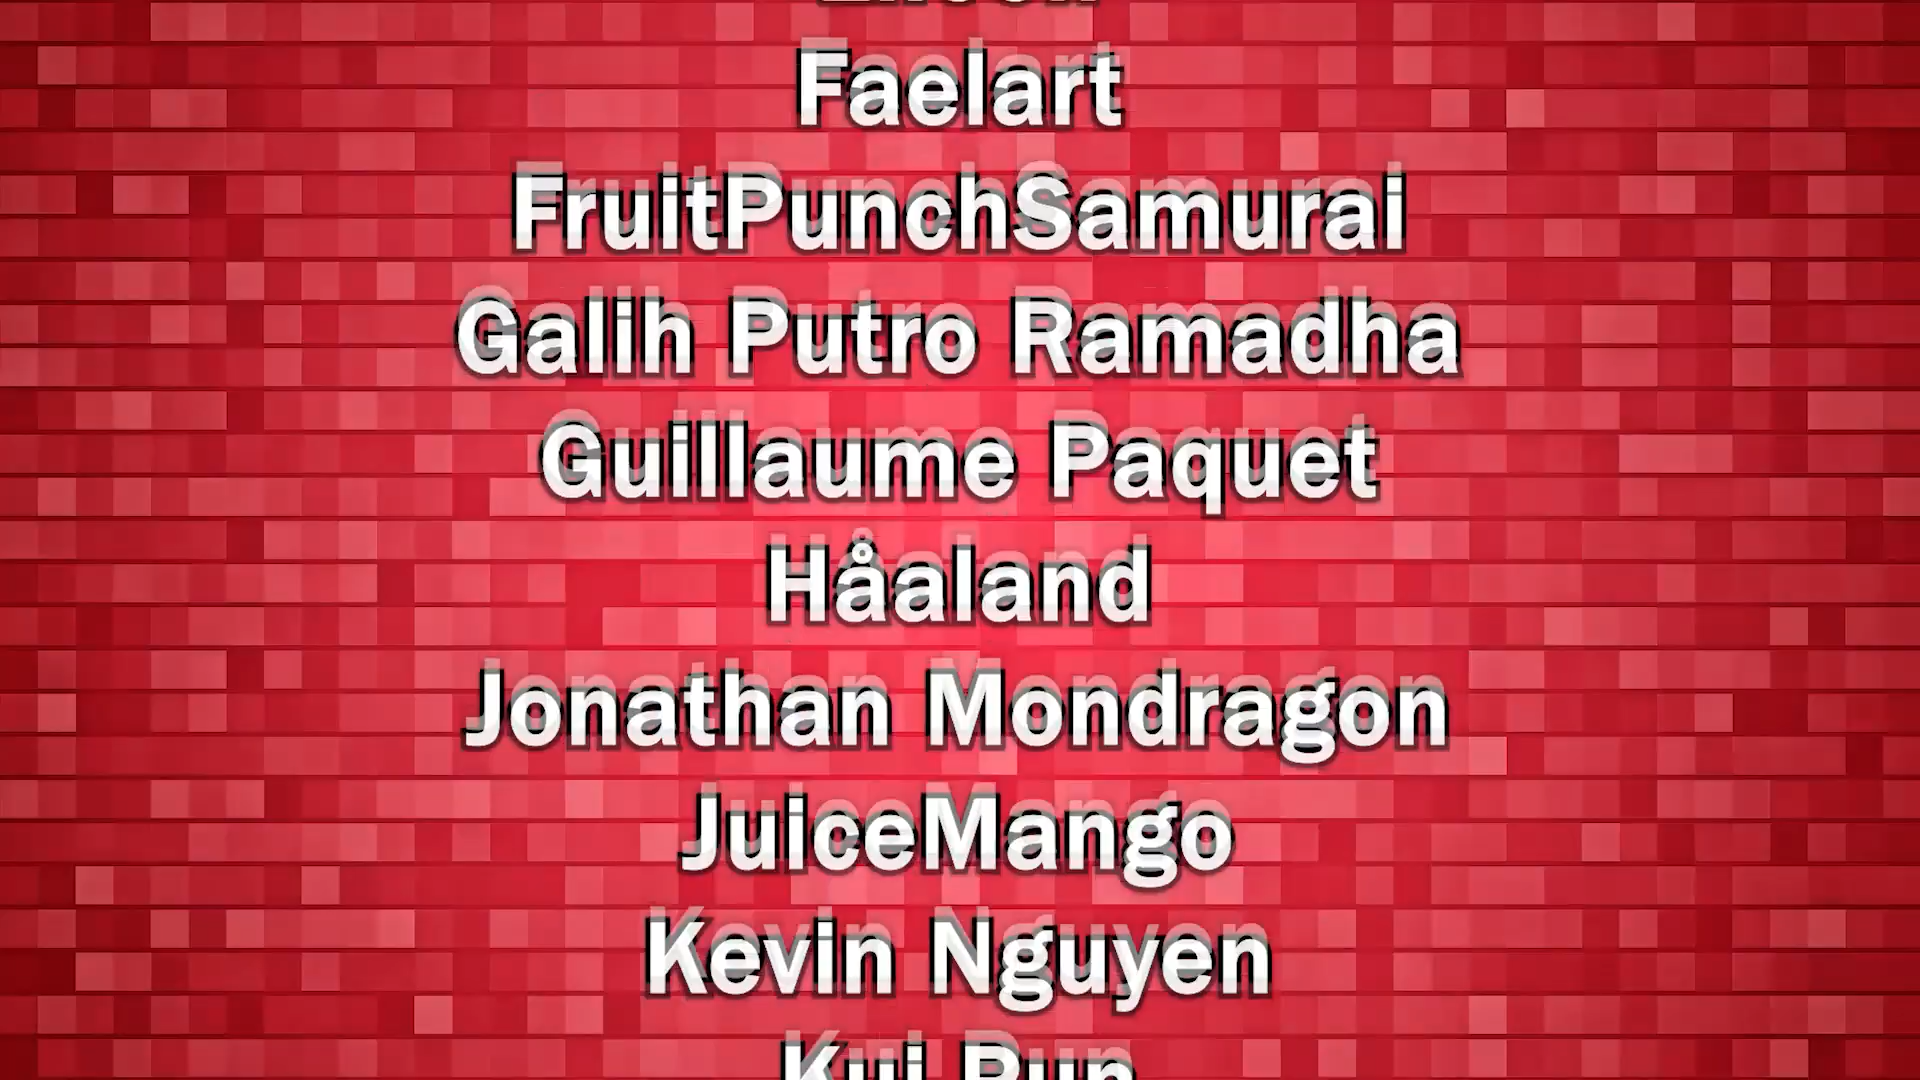 Faelart
FruitPunchSamurai
Galih Putro Ramadha
Guillaume Paquet
Håaland
Jonathan Mondragon
JuiceMango
Kevin Nguyen